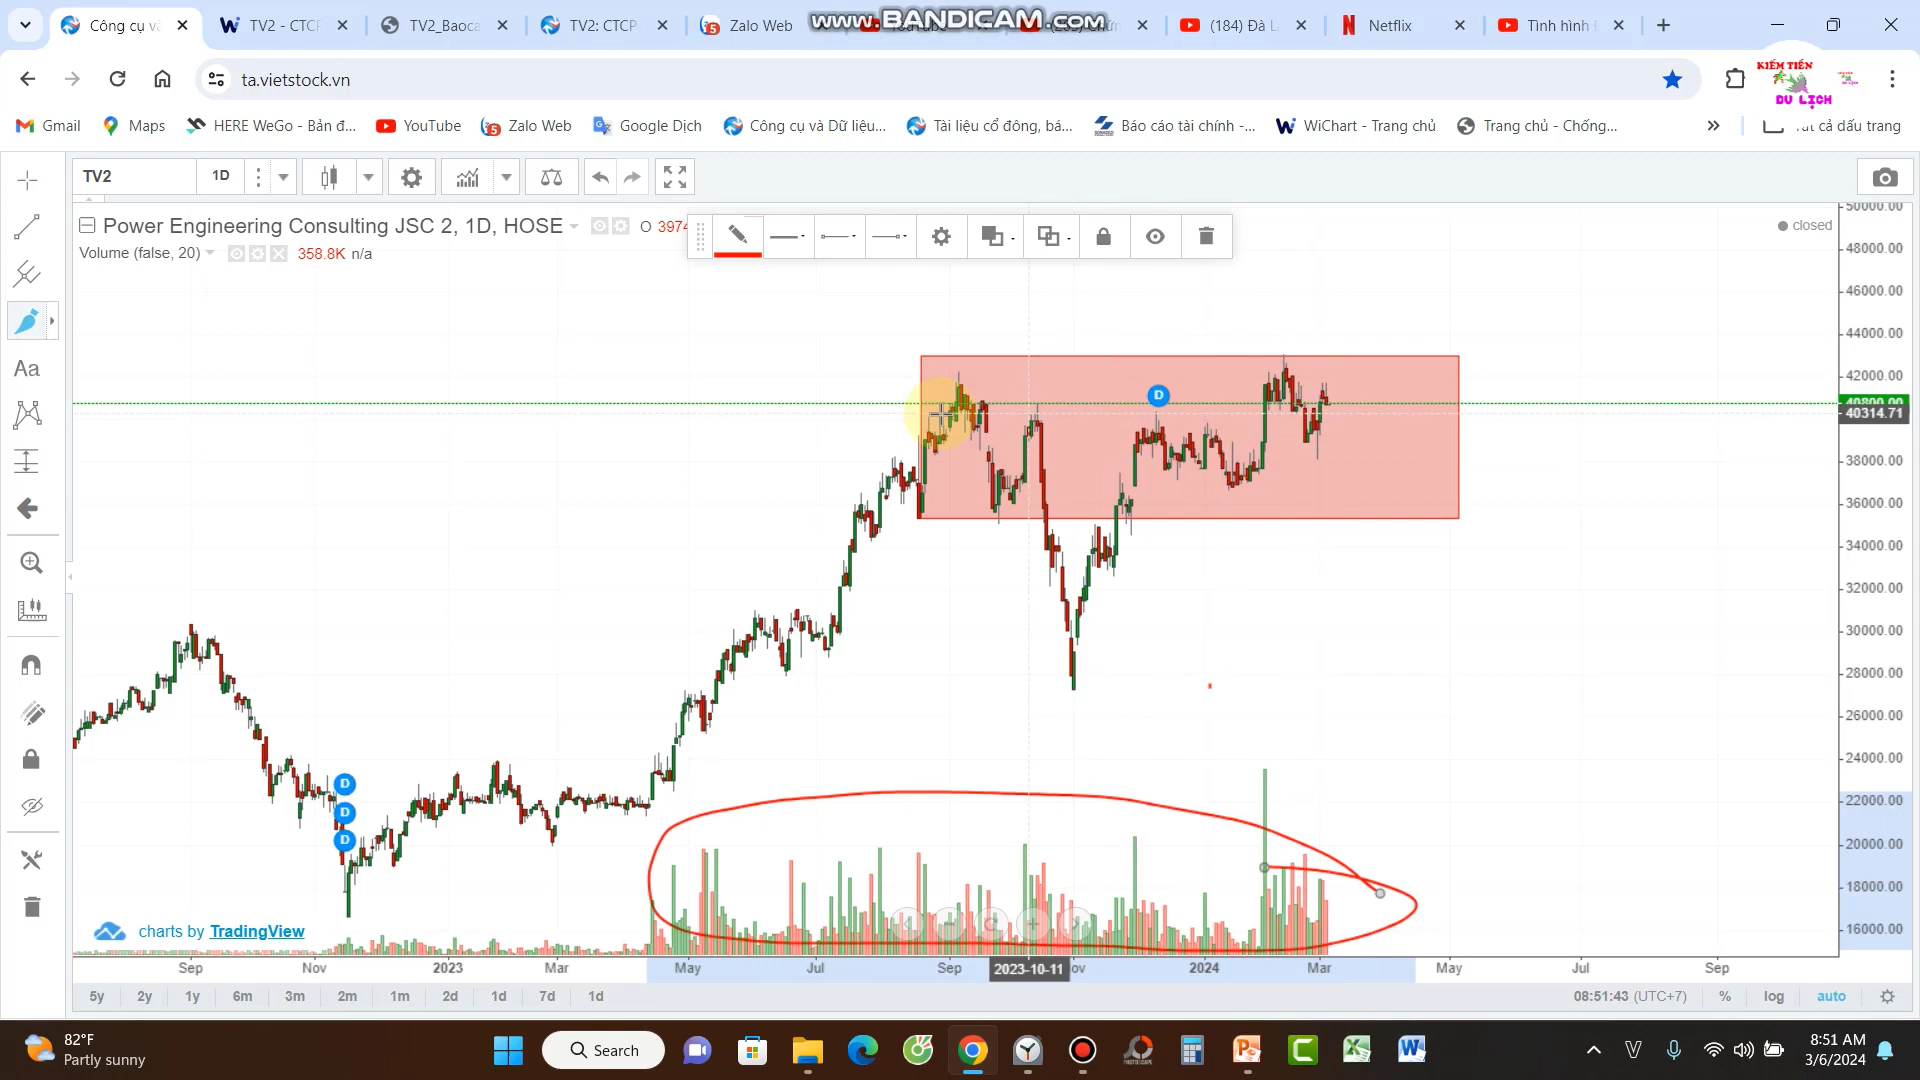 Công cụ và
TV2 - CTCP
TV2_Baoca
TV2: CTCP
Zalo Web
www.BANDICAM.com
(184) Đà L
Netflix
Tình hình
ta.vietstock.vn
KIẾM TIỀN
DU LỊCH
Gmail
Maps
HERE WeGo - Bản đ...
YouTube
Zalo Web
Google Dịch
Công cụ và Dữ liệu...
Tài liệu cổ đông, bá...
Báo cáo tài chính -...
WiChart - Trang chủ
Trang chủ - Chống...
Tất cả dấu trang
TV2
1D
Power Engineering Consulting JSC 2, 1D, HOSE
O 3974
closed
Volume (false, 20)
358.8K n/a
Aa
50000.00
48000.00
46000.00
44000.00
42000.00
40800.00
40314.71
38000.00
36000.00
34000.00
32000.00
30000.00
28000.00
26000.00
24000.00
22000.00
20000.00
18000.00
16000.00
D
D
D
D
charts by TradingView
Sep
Nov
2023
Mar
May
Jul
Sep
2023-10-11
ov
2024
Mar
May
Jul
Sep
5y
2y
1y
6m
3m
2m
1m
2d
1d
7d
1d
08:51:43 (UTC+7)
%
log
auto
82°F
Partly sunny
Search
8:51 AM
3/6/2024